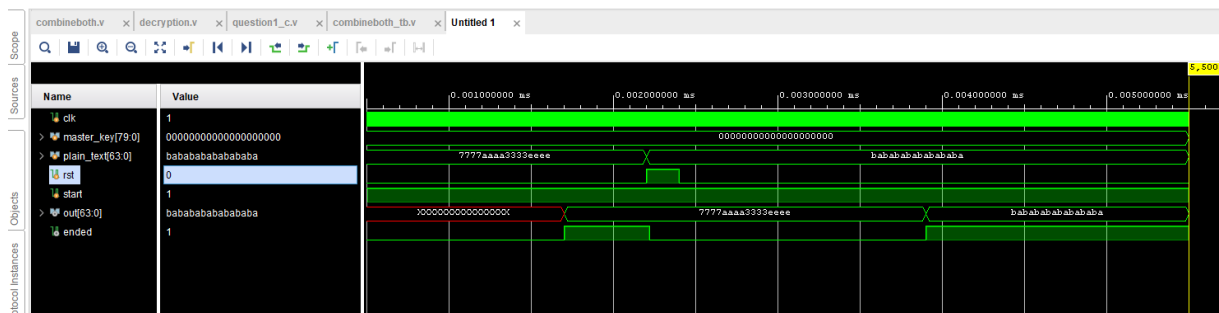 combineboth.v × decryption.v × question1_c.v × combineboth_tb.v × Untitled 1 ×
Scope
Sources
Objects
5,500
Name Value
0.001000000 ms 0.002000000 ms 0.003000000 ms 0.004000000 ms 0.005000000 ms
clk 1
> master_key[79:0] 00000000000000000000 00000000000000000000
> plain_text[63:0] babababababababa 7777aaaa3333eeee babababababababa
rst 0
start 1
> out[63:0] babababababababa XXXXXXXXXXXXXXXX 7777aaaa3333eeee babababababababa
ended 1
otocol Instances